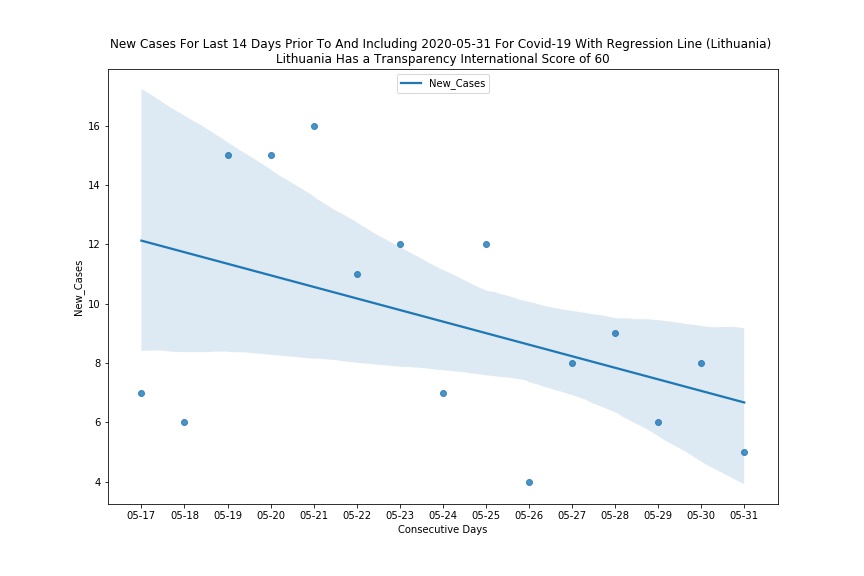 New Cases For Last 14 Days Prior To And Including 2020-05-31 For Covid-19 With Regression Line (Lithuania)
Lithuania Has a Transparency International Score of 60
New_Cases
16
14
12
10
8
6
4
New_Cases
05-17 05-18 05-19 05-20 05-21 05-22 05-23 05-24 05-25 05-26 05-27 05-28 05-29 05-30 05-31
Consecutive Days